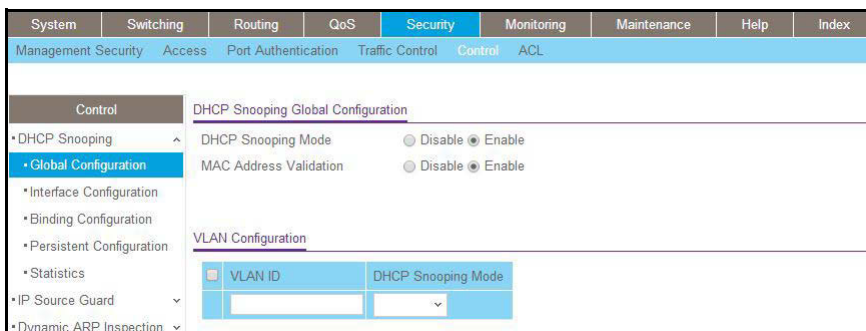 System Switching Routing QoS Security Monitoring Maintenance Help Index
Management Security Access Port Authentication Traffic Control Control ACL
Control
DHCP Snooping
Global Configuration
Interface Configuration
Binding Configuration
Persistent Configuration
Statistics
IP Source Guard
Dynamic ARP Inspection
DHCP Snooping Global Configuration
DHCP Snooping Mode Disable Enable
MAC Address Validation Disable Enable
VLAN Configuration
VLAN ID DHCP Snooping Mode